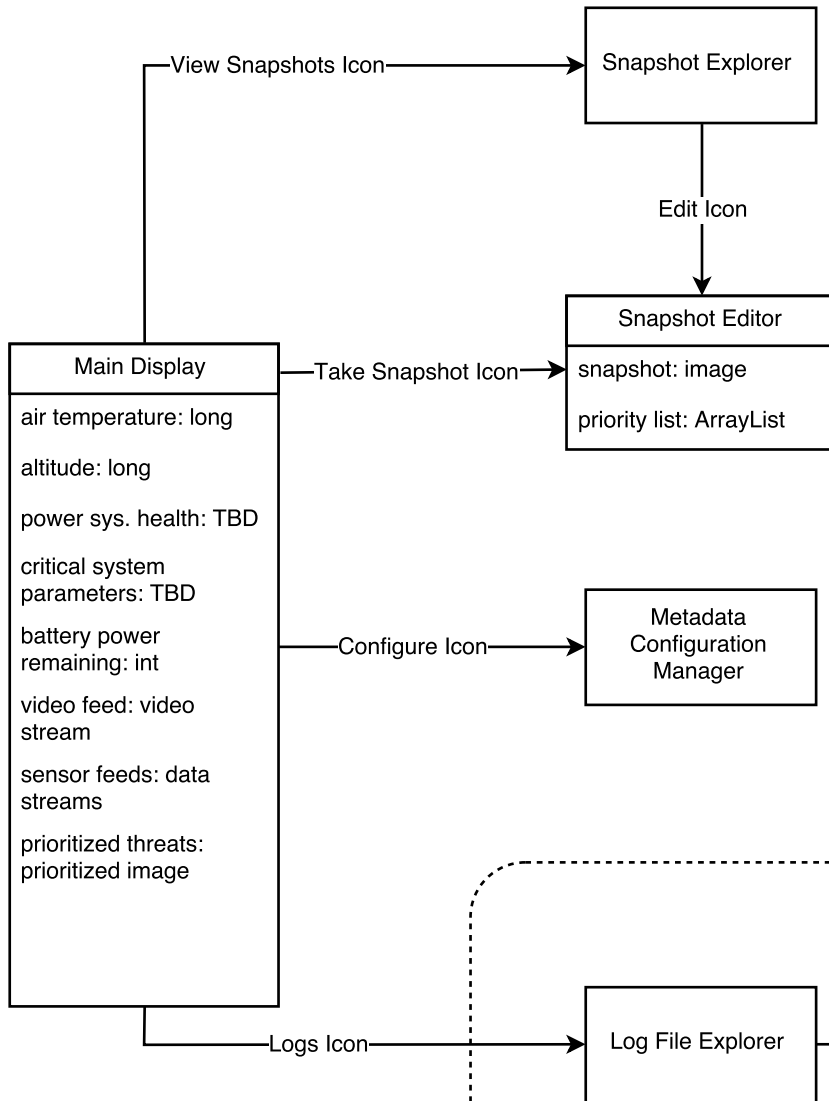 View Snapshots Icon
Snapshot Explorer
Edit Icon
Snapshot Editor
snapshot: image
priority list: ArrayList
Take Snapshot Icon
Main Display
air temperature: long
altitude: long
power sys. health: TBD
critical system
parameters: TBD
battery power
remaining: int
video feed: video
stream
sensor feeds: data
streams
prioritized threats:
prioritized image
Configure Icon
Metadada
Configuration
Manager
Logs Icon
Log File Explorer